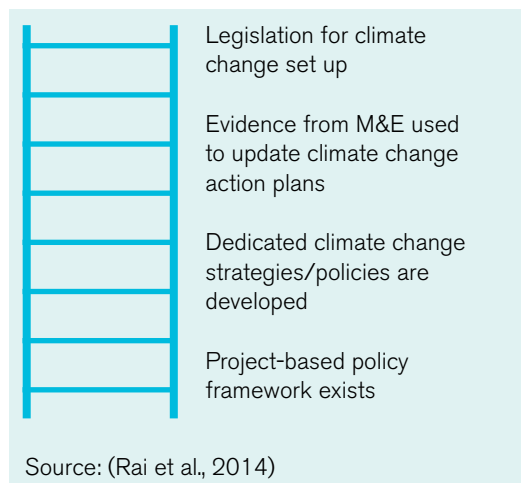 Legislation for climate
change set up
Evidence from M&E used
to update climate change
action plans
Dedicated climate change
strategies/policies are
developed
Project-based policy
framework exists
Source: (Rai et al., 2014)